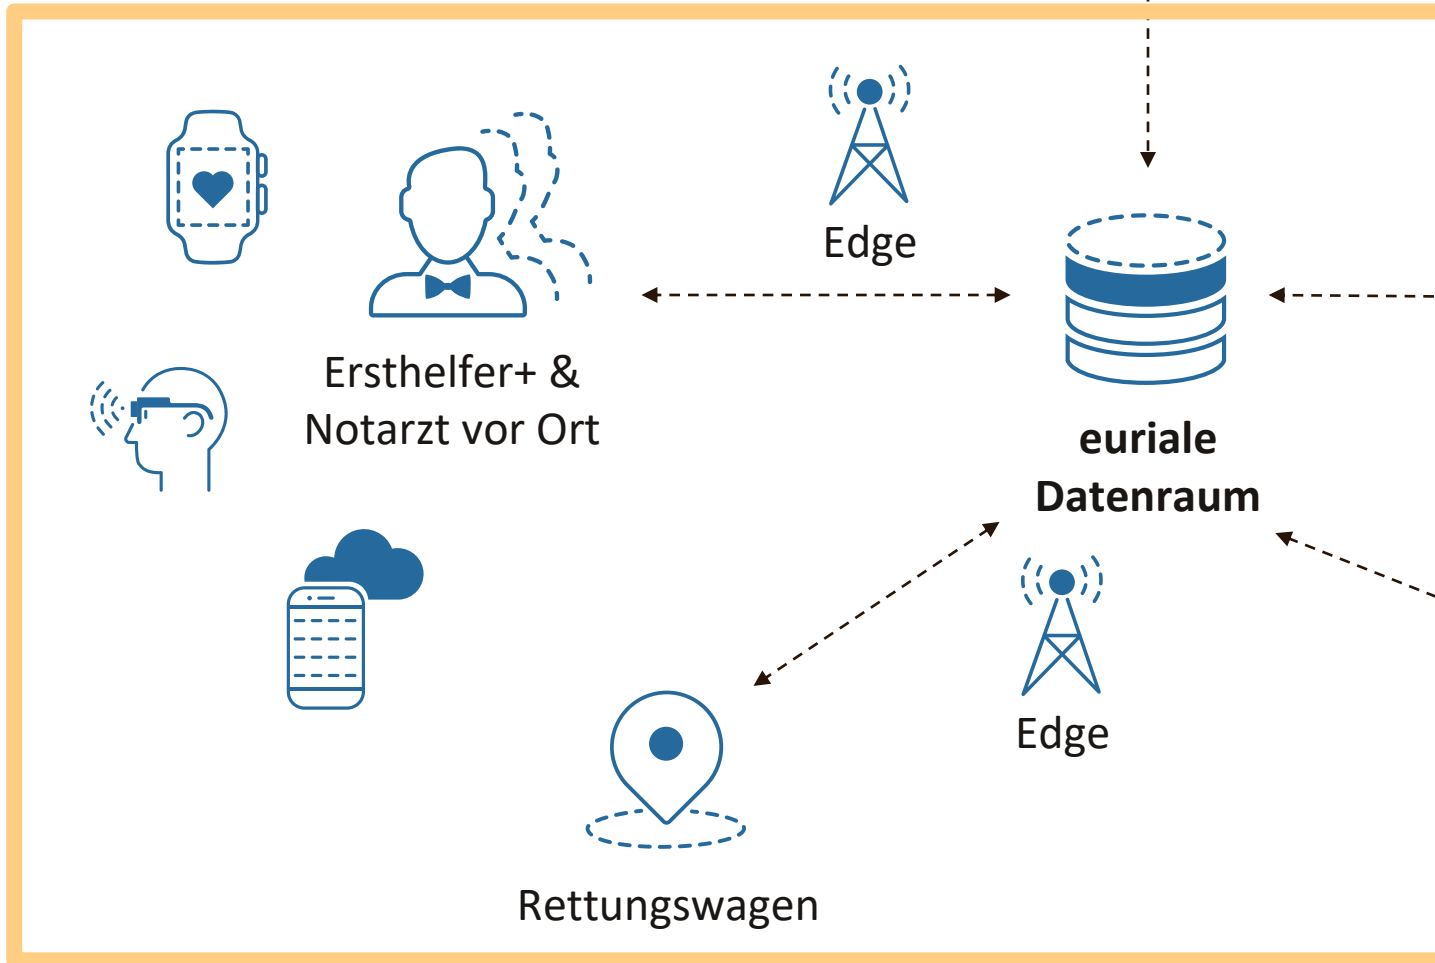 Edge
Ersthelfer+ &
Notarzt vor Ort
euriale
Datenraum
Edge
Rettungswagen